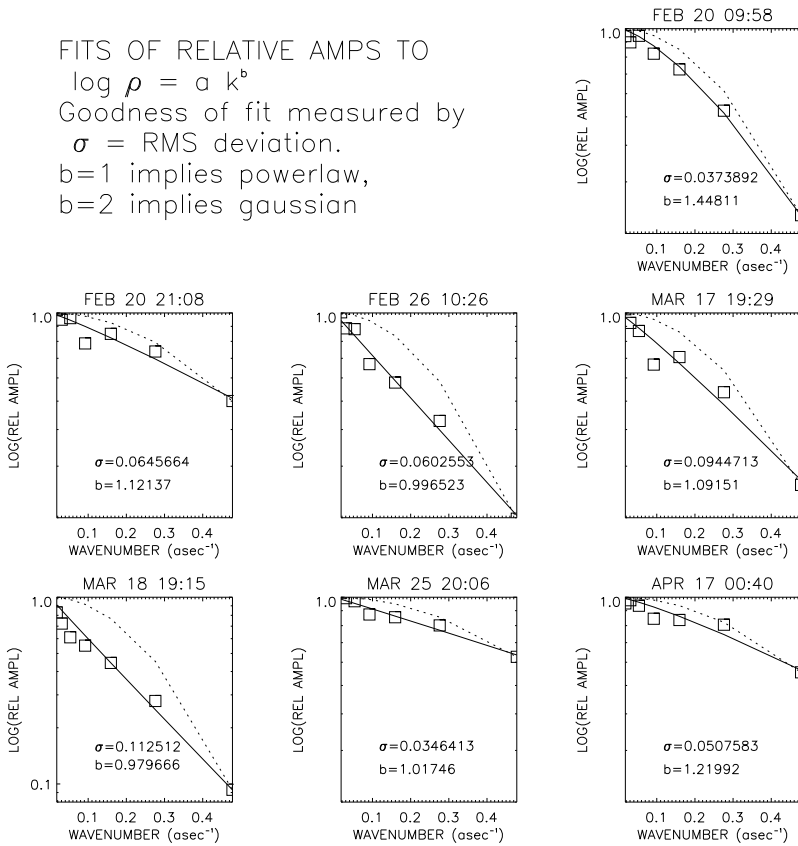 FITS OF RELATIVE AMPS TO
log ρ = a k^b
Goodness of fit measured by
σ = RMS deviation.
b=1 implies powerlaw,
b=2 implies gaussian
FEB 20 09:58
1.0
LOG(REL AMPL)
σ=0.0373892
b=1.44811
0.1 0.2 0.3 0.4
WAVENUMBER (asec⁻¹)
FEB 20 21:08
1.0
LOG(REL AMPL)
σ=0.0645664
b=1.12137
0.1 0.2 0.3 0.4
WAVENUMBER (asec⁻¹)
FEB 26 10:26
1.0
LOG(REL AMPL)
σ=0.0602553
b=0.996523
0.1 0.2 0.3 0.4
WAVENUMBER (asec⁻¹)
MAR 17 19:29
1.0
LOG(REL AMPL)
σ=0.0944713
b=1.09151
0.1 0.2 0.3 0.4
WAVENUMBER (asec⁻¹)
MAR 18 19:15
1.0
LOG(REL AMPL)
σ=0.112512
b=0.979666
0.1
0.1 0.2 0.3 0.4
WAVENUMBER (asec⁻¹)
MAR 25 20:06
1.0
LOG(REL AMPL)
σ=0.0346413
b=1.01746
0.1 0.2 0.3 0.4
WAVENUMBER (asec⁻¹)
APR 17 00:40
1.0
LOG(REL AMPL)
σ=0.0507583
b=1.21992
0.1 0.2 0.3 0.4
WAVENUMBER (asec⁻¹)